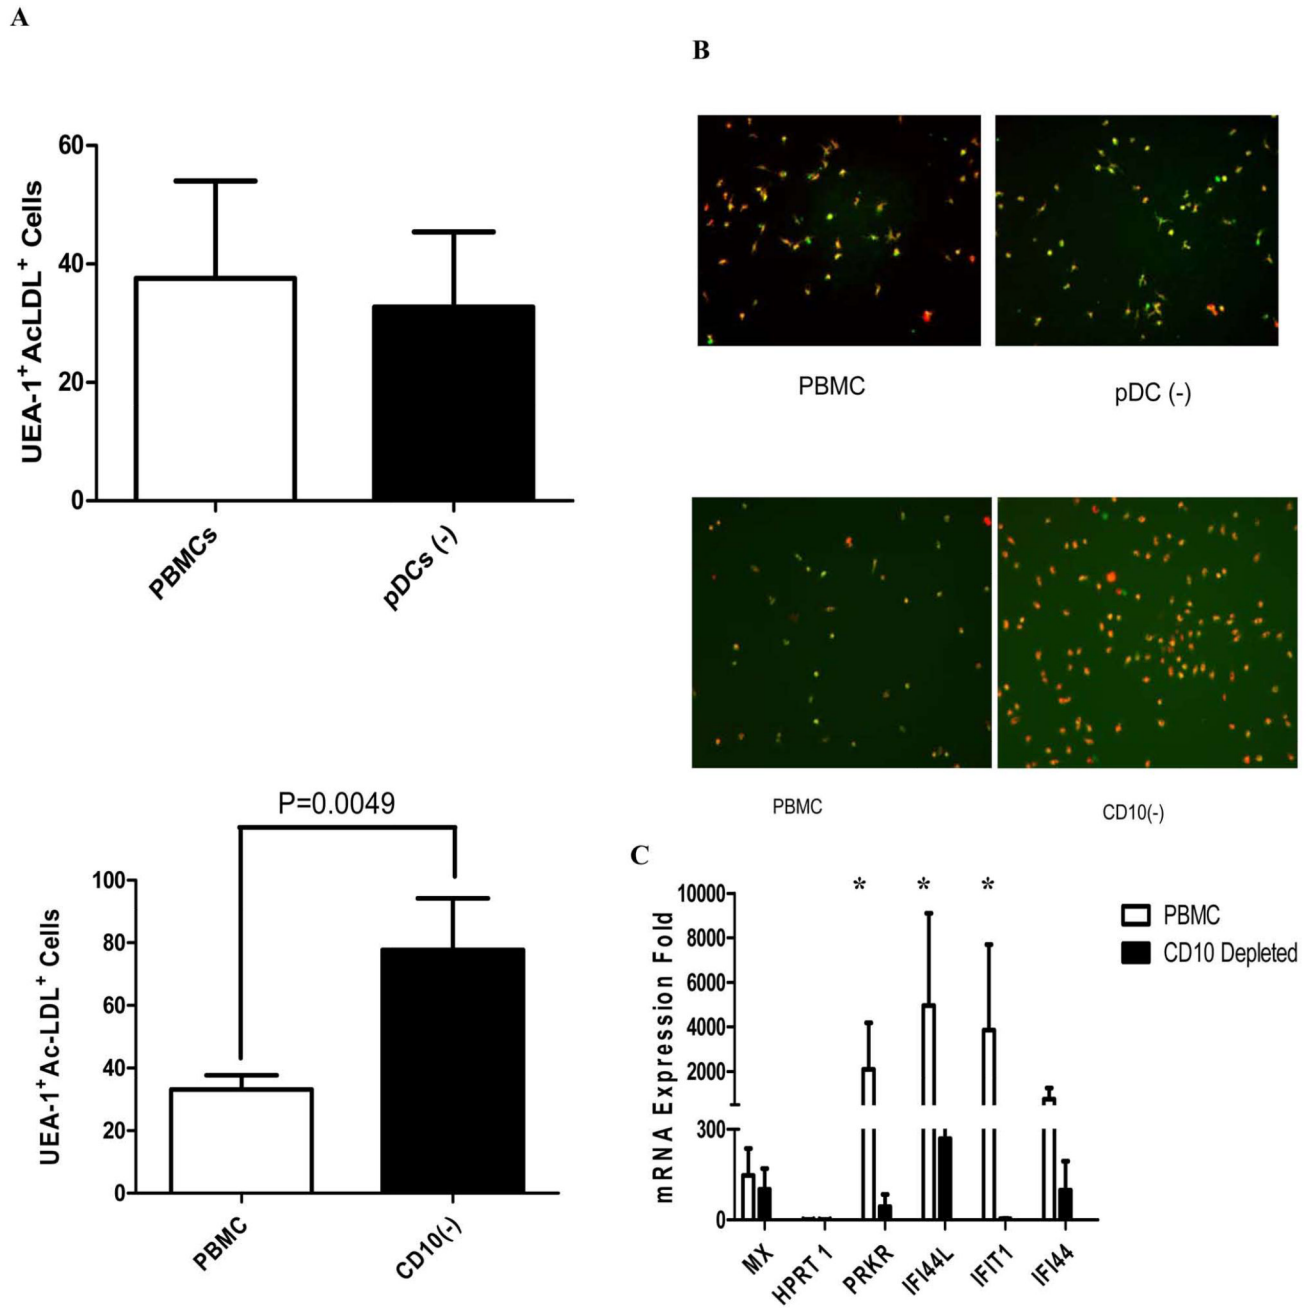 A
60
40
20
0
UEA-1+AcLDL+ Cells
PBMCs
pDCs (-)
B
PBMC
pDC (-)
PBMC
CD10(-)
P=0.0049
100
80
60
40
20
0
UEA-1+Ac-LDL+ Cells
PBMC
CD10(-)
C
* * *
10000
8000
6000
4000
2000
300
0
mRNA Expression Fold
PBMC
CD10 Depleted
MX
HPRT 1
PRKR
IFI44L
IFIT1
IFI44